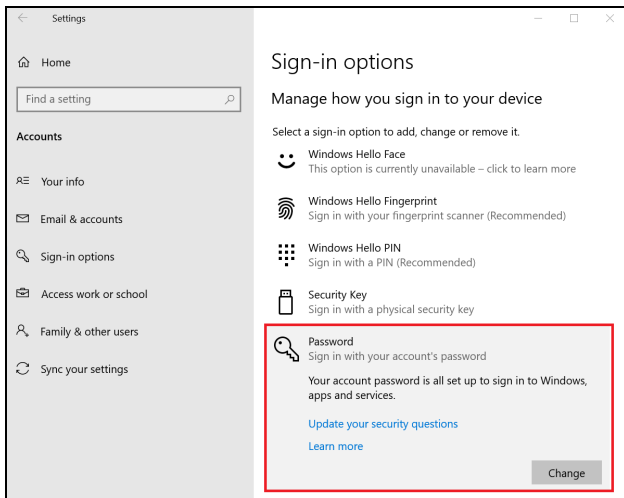 Settings
Home
Find a setting
Accounts
Your info
Email & accounts
Sign-in options
Access work or school
Family & other users
Sync your settings
Sign-in options
Manage how you sign in to your device
Select a sign-in option to add, change or remove it.
Windows Hello Face
This option is currently unavailable – click to learn more
Windows Hello Fingerprint
Sign in with your fingerprint scanner (Recommended)
Windows Hello PIN
Sign in with a PIN (Recommended)
Security Key
Sign in with a physical security key
Password
Sign in with your account's password
Your account password is all set up to sign in to Windows,
apps and services.
Update your security questions
Learn more
Change